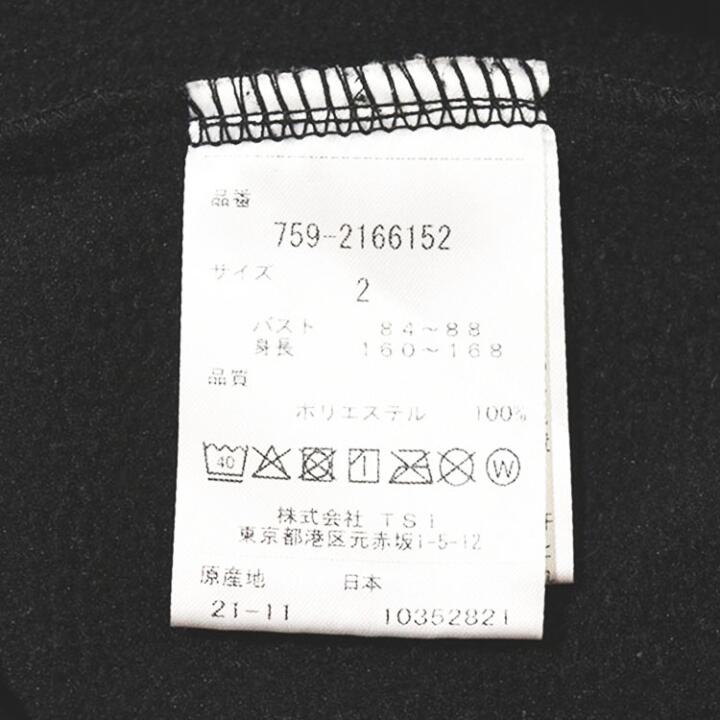 品番
759-2166152
サイズ
2
バスト 84～88
身長 160～168
品質
ポリエステル 100%
40
W
株式会社 TSI
東京都港区元赤坂1-5-12
原産地 日本
21-11 10352821